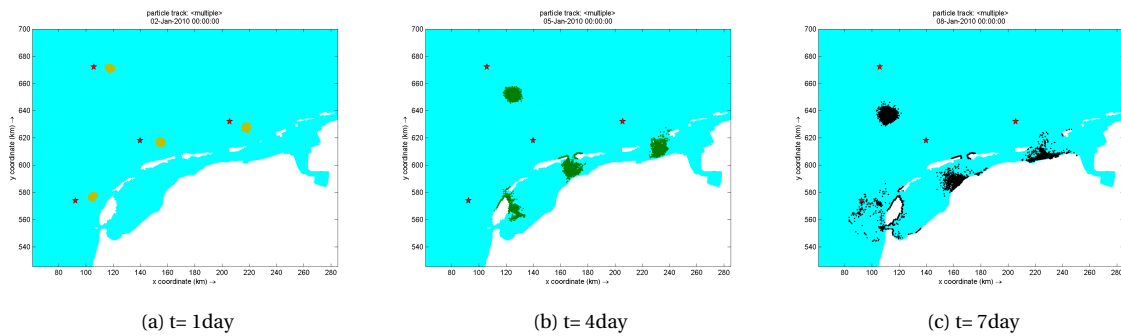 particle track: <multiple>
02-Jan-2010 00:00:00
y coordinate (km) →
700
680
660
640
620
600
580
560
540
80 100 120 140 160 180 200 220 240 260 280
x coordinate (km) →
(a) t= 1day
particle track: <multiple>
05-Jan-2010 00:00:00
y coordinate (km) →
700
680
660
640
620
600
580
560
540
80 100 120 140 160 180 200 220 240 260 280
x coordinate (km) →
(b) t= 4day
particle track: <multiple>
08-Jan-2010 00:00:00
y coordinate (km) →
700
680
660
640
620
600
580
560
540
80 100 120 140 160 180 200 220 240 260 280
x coordinate (km) →
(c) t= 7day